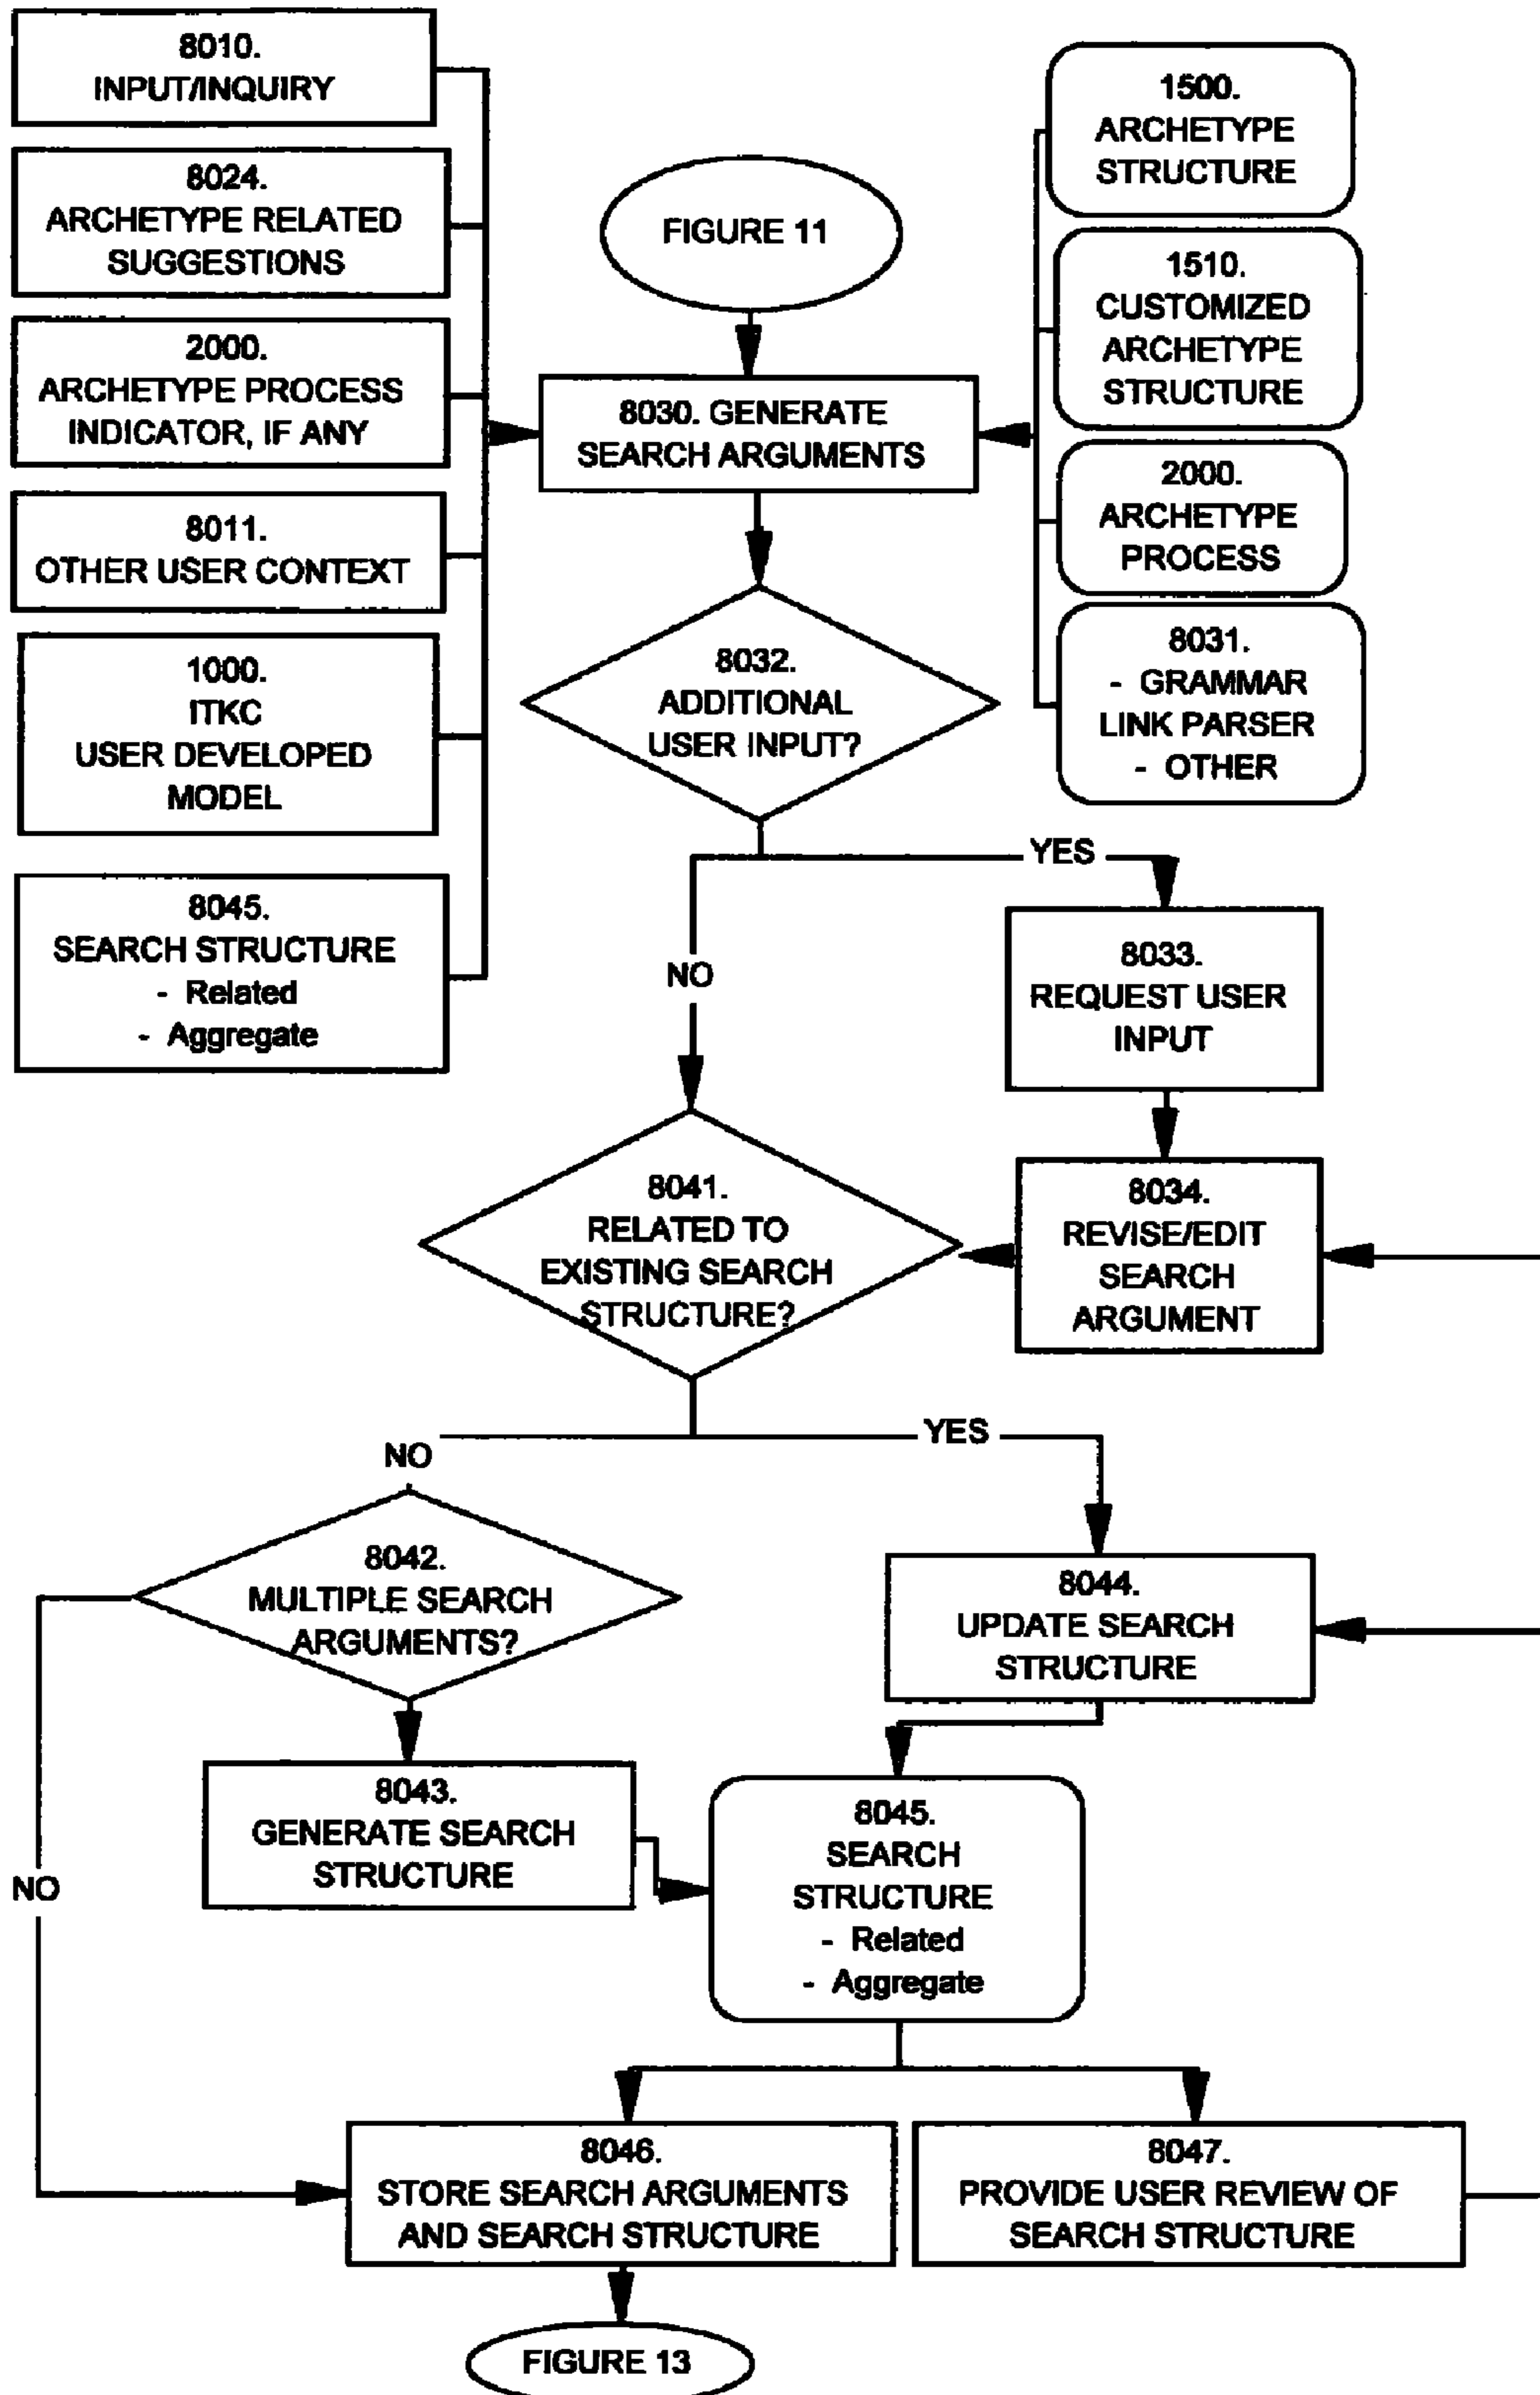 8010.
INPUT/INQUIRY
8024.
ARCHETYPE RELATED
SUGGESTIONS
2000.
ARCHETYPE PROCESS
INDICATOR, IF ANY
8011.
OTHER USER CONTEXT
1000.
ITKC
USER DEVELOPED
MODEL
8045.
SEARCH STRUCTURE
- Related
- Aggregate
FIGURE 11
8030. GENERATE
SEARCH ARGUMENTS
1500.
ARCHETYPE
STRUCTURE
1510.
CUSTOMIZED
ARCHETYPE
STRUCTURE
2000.
ARCHETYPE
PROCESS
8031.
- GRAMMAR
LINK PARSER
- OTHER
8032.
ADDITIONAL
USER INPUT?
YES
NO
8033.
REQUEST USER
INPUT
8034.
REVISE/EDIT
SEARCH
ARGUMENT
8041.
RELATED TO
EXISTING SEARCH
STRUCTURE?
YES
NO
8042.
MULTIPLE SEARCH
ARGUMENTS?
8044.
UPDATE SEARCH
STRUCTURE
8043.
GENERATE SEARCH
STRUCTURE
NO
8045.
SEARCH
STRUCTURE
- Related
- Aggregate
8046.
STORE SEARCH ARGUMENTS
AND SEARCH STRUCTURE
8047.
PROVIDE USER REVIEW OF
SEARCH STRUCTURE
FIGURE 13